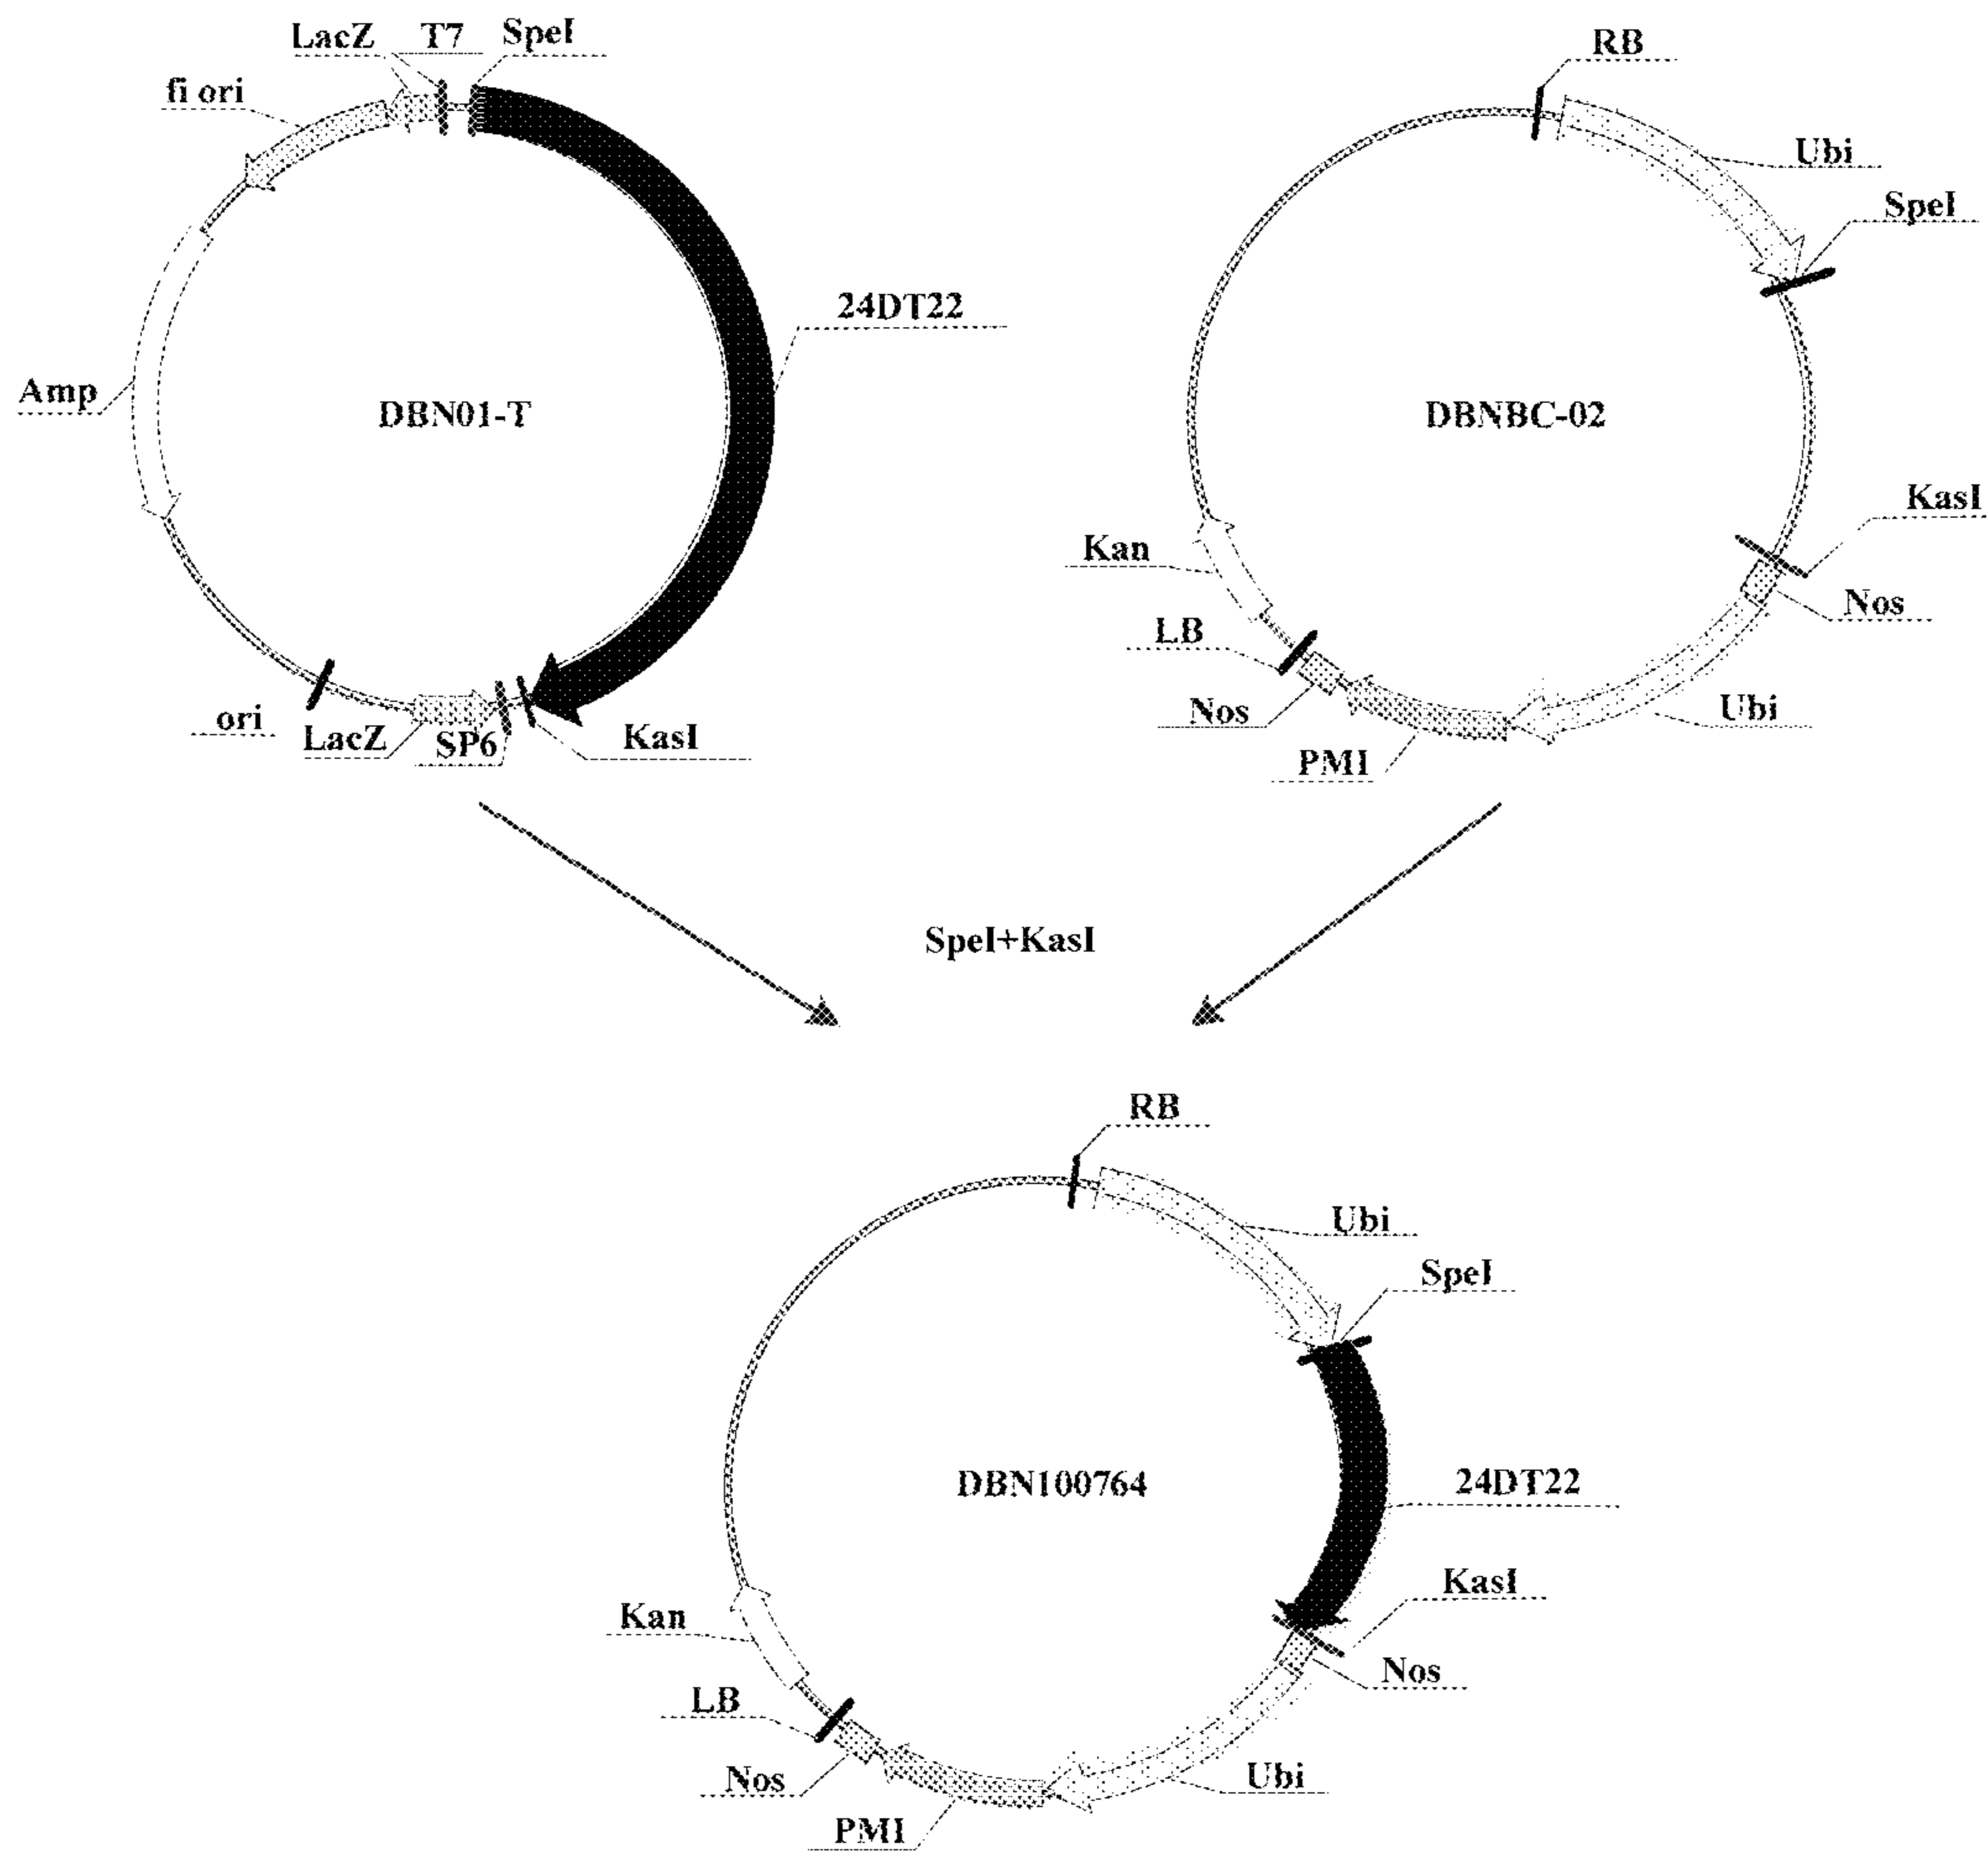 LacZ
T7
SpeI
fi ori
24DT22
Amp
DBN01-T
ori
LacZ
SP6
KasI
RB
Ubi
SpeI
DBNBC-02
KasI
Kan
Nos
LB
Nos
Ubi
PMI
SpeI+KasI
RB
Ubi
SpeI
DBN100764
24DT22
KasI
Kan
Nos
LB
Nos
Ubi
PMI